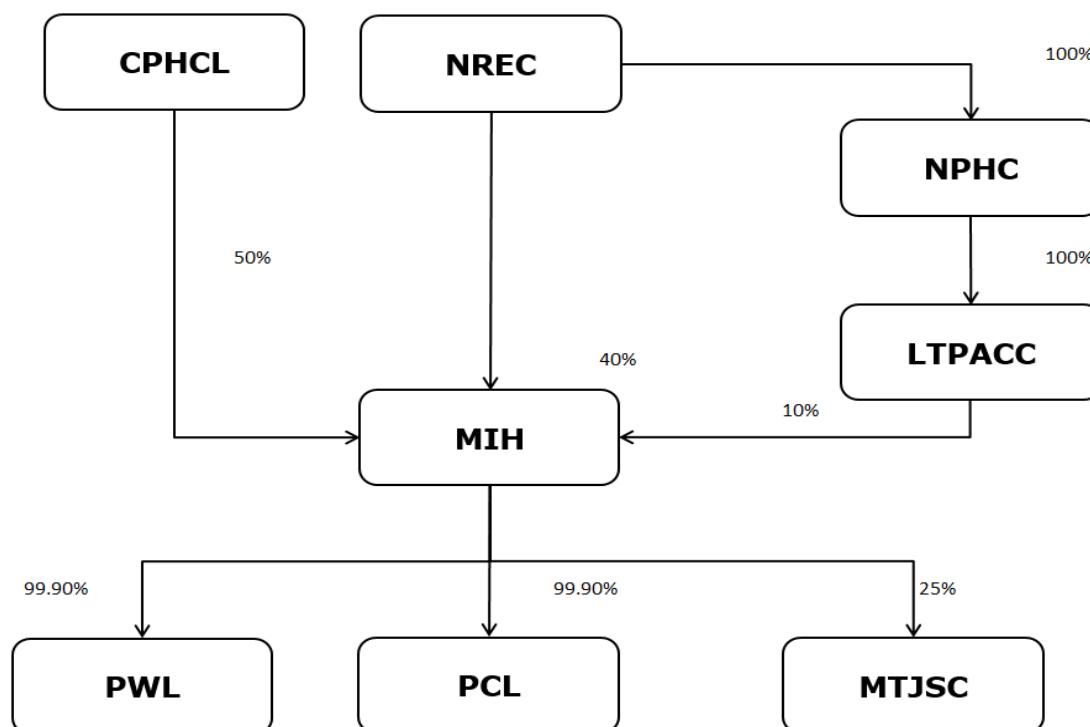 CPHCL
NREC
100%
NPHC
50%
100%
LTPACC
40%
10%
MIH
99.90%
99.90%
25%
PWL
PCL
MTJSC